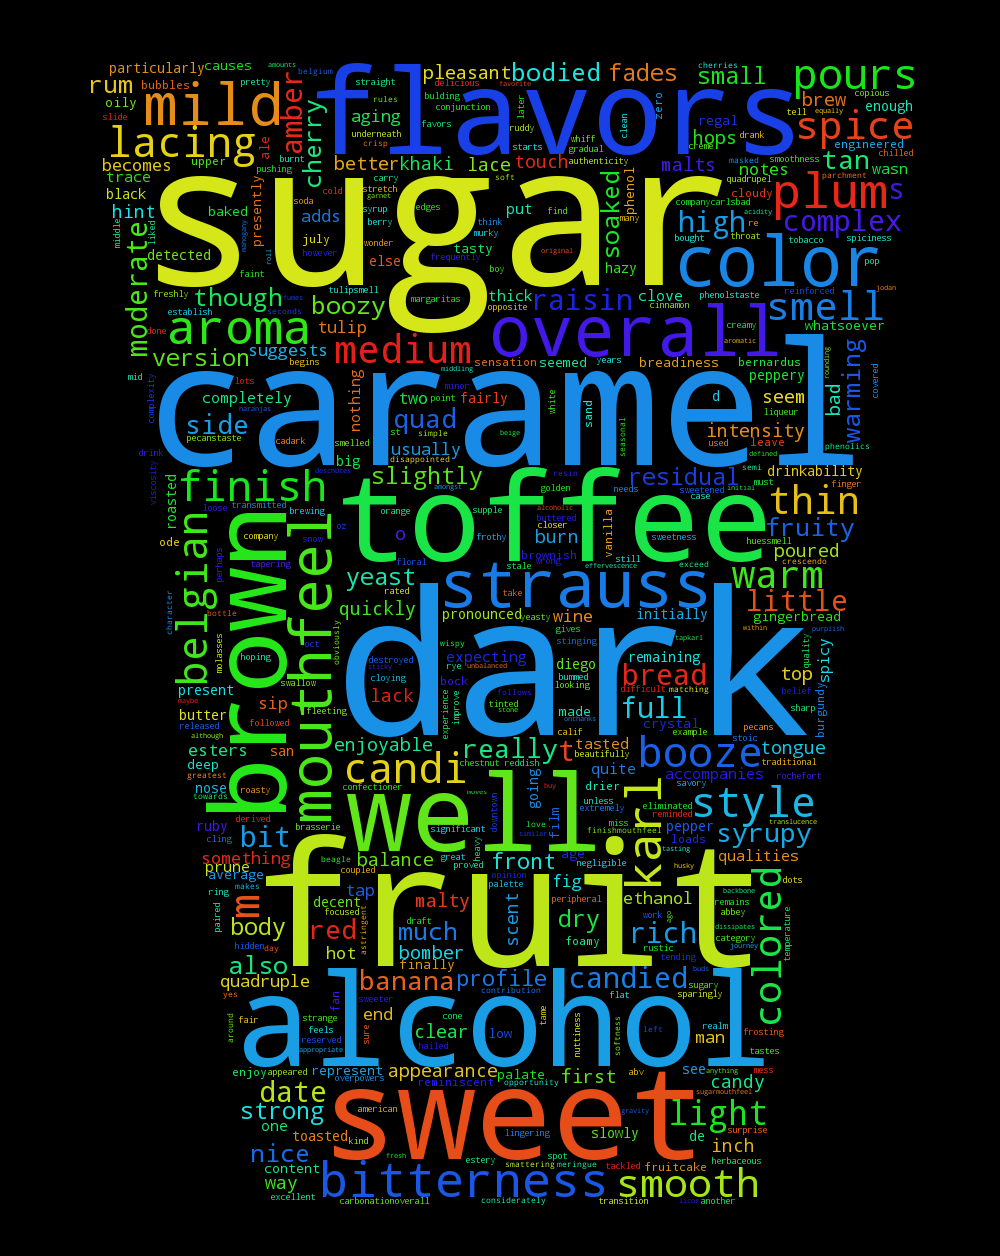 particularly causes
amounts
belgium
rum bubbles
oily
slide
mild
ale
amber
flavors
straight
pretty
rules
aging
underneath
crisp
cherry
pleasant
delicious
favorite
bulding
conjunction
favors
ruddy
later
starts
bodied
cherries
fades
zero
clean
whiff
gradual
creme
authenticity
small
regal
hops
pours
copious
brew
enough
tell
equally
drank
spice
engineered
chilled
tan
wasn
lacing
becomes
upper
burnt
trace
pushing
black
hint
middle
liked
baked
presently
mahogany
detected
faint
roll
better
khaki
lace
touch
malts
notes
masked
smoothness
quadrupel
parchment
cold
stretch
garnet
carry
soft
soda
syrup
edges
adds
berry
think
murky
july
however
wonder
else
frequently
sugar
put
find
many
tasty
boy
original
soaked
phenol
hazy
plum
s
cloudy
companycarlsbad
acidity
re
high
bought
throat
complex
tobacco
spiciness
color
pop
moderate
freshly
establish
done
though
fumes
seconds
boozy
tulipsmell
margaritas
thick
opposite
raisin
clove
phenolstaste
cinnamon
reinforced
jodan
smell
whatsoever
aroma
tulip
suggests
begins
medium
overall
sensation
seemed
years
middling
breadiness
creamy
aromatic
bernardus
peppery
rounding
covered
warming
version
mid
complexity
lots
completely
naranjas
drink
pecanstaste
side
cadark
nothing
two
point
minor
fairly
caramel
white
sand
d
seem
liqueur
bad
quad
st
simple
smelled
beige
usually
disappointed
big
seasonal
intensity
used
leave
defined
phenolics
semi
drinkability
slightly
deschutes
amongst
resin
needs
residual
sweetened
initial
case
must
finger
viscosity
roasted
finish
loose
transmitted
brewing
toffee
golden
orange
supple
alcoholic
buttered
closer
oz
o
frothy
burn
vanilla
sweetness
thin
huessmell
fruity
ode
belgian
perhaps
company
snow
tapering
brown
mouthfeel
floral
stale
effervescence
brownish
wrong
still
exceed
poured
crescendo
yeast
rated
strauss
take
warm
little
quickly
pronounced
yeasty
wine
gives
initially
gingerbread
within
purplish
character
bottle
hoping
oct
obviously
molasses
wispy
stinging
tapkari
quality
spicy
present
swallow
maybe
destroyed
sticky
cloying
expecting
rye
unbalanced
bock
diego
bummed
looking
remaining
bread
difficult
matching
top
belief
burgundy
dark
lack
follows
stone
tinted
experience
improve
onthanks
made
full
pecans
sharp
butter
released
although
sip
fleeting
followed
san
calif
crystal
example
stoic
esters
enjoyable
really
t
tasted
beautifully
booze
traditional
tongue
deep
greatest
nose
towards
roasty
candi
chestnut
reddish
quite
accompanies
rochefort
confectioner
moves
going
buy
drier
unless
savory
style
derived
ruby
cling
brasserie
well
significant
downtown
love
similar
film
extremely
miss
finishmouthfeel
karl
eliminated
reminded
pepper
loads
translucence
tasting
syrupy
bit
something
prune
average
beagle
balance
great
prove
heavy
front
age
negligible
opinion
husky
qualities
coupled
ring
makes
paired
m
decent
focused
tap
malty
palette
fig
peripheral
ethanol
backbone
dots
remains
abbey
category
dissipates
journey
colored
temperature
fruit
body
red
astringent
draft
much
scent
dry
foamy
work
ago
rich
rustic
tending
hidden
day
hot
bomber
also
finally
quadruple
yes
banana
profile
contribution
candied
flat
buds
sugary
sparingly
fan
sweeter
end
strange
fair
around
feels
reserved
appropriate
sure
cone
clear
hailed
low
tame
nuttiness
softness
left
realm
man
frosting
tastes
alcohol
enjoy
appeared
represent
overpowers
appearance
reminiscent
palate
opportunity
first
abv
see
anything
mess
candy
sugarmouthfeel
date
american
strong
one
toasted
kind
sweet
gravity
light
surprise
lingering
slowly
de
inch
nice
fresh
estery
spot
smattering
meringue
tackled
fruitcake
herbaceous
content
way
excellent
bitterness
carbonationoverall
considerately
smooth
transition
licor
another